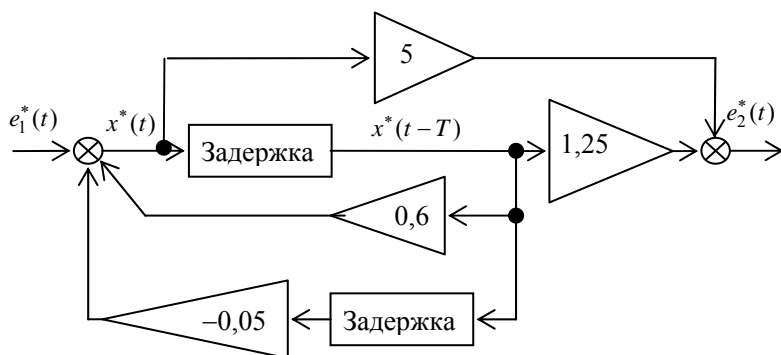 5
e₁*(t)
x*(t)
x*(t−T)
e₂*(t)
Задержка
1,25
0,6
−0,05
Задержка